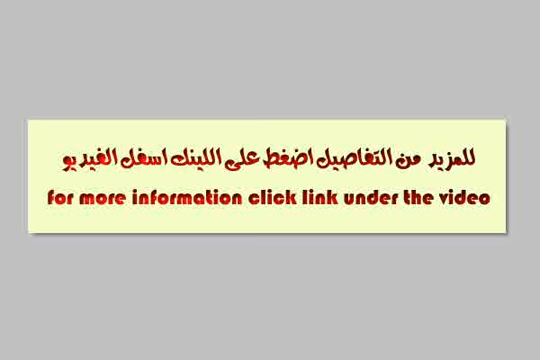 للمزيد من التفاصيل اضغط على اللينك اسفل الفيديو
for more information click link under the video